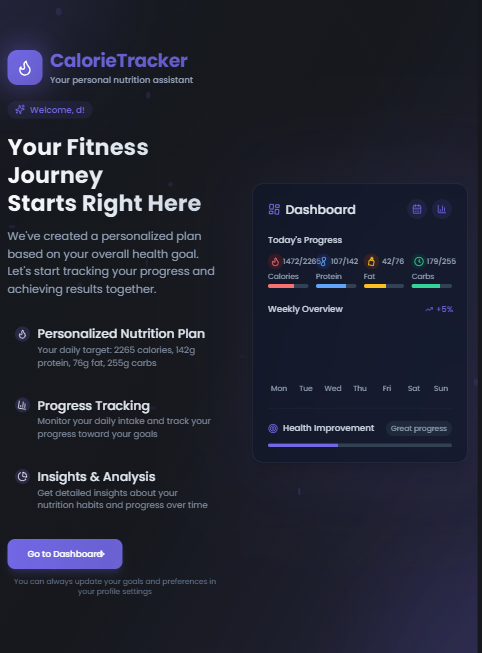 CalorieTracker
Your personal nutrition assistant
Welcome, d!
Your Fitness
Journey
Starts Right Here
We've created a personalized plan
based on your overall health goal.
Let's start tracking your progress and
achieving results together.
Personalized Nutrition Plan
Your daily target: 2265 calories, 142g
protein, 76g fat, 255g carbs
Progress Tracking
Monitor your daily intake and track your
progress toward your goals
Insights & Analysis
Get detailed insights about your
nutrition habits and progress over time
Go to Dashboard
You can always update your goals and preferences in
your profile settings
Dashboard
Today's Progress
1472/2265 107/142 42/76 179/255
Calories Protein Fat Carbs
Weekly Overview +5%
Mon Tue Wed Thu Fri Sat Sun
Health Improvement Great progress